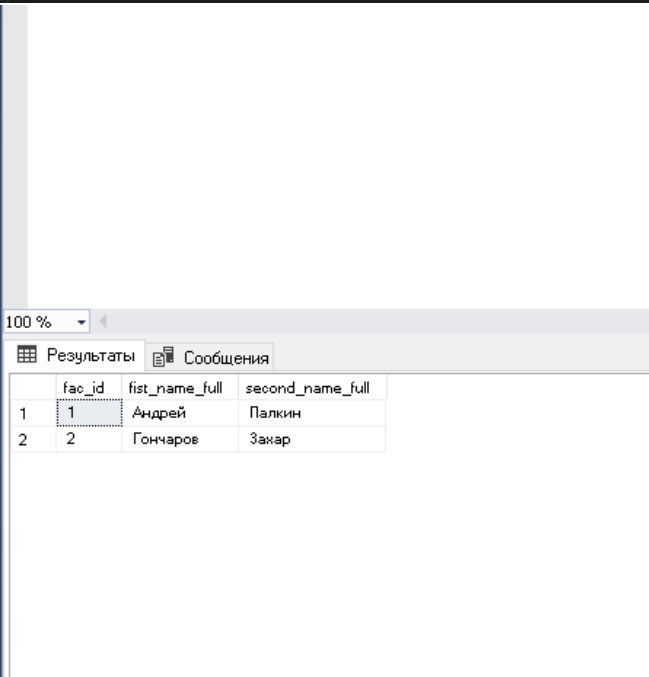 100 %
Результаты Сообщения
fac_id fist_name_full second_name_full
1 1 Андрей Палкин
2 2 Гончаров Захар